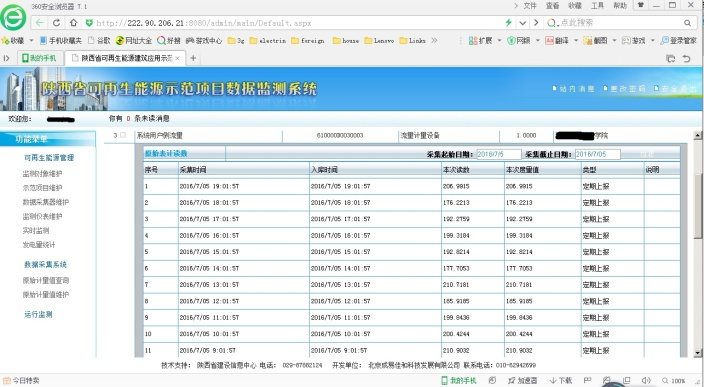 360安全浏览器 7.1
文件 查看 收藏 工具 帮助
http://222.90.206.21:8080/admin/main/Default.aspx
点此搜索
收藏 手机收藏夹 谷歌 网址大全 好搜 游戏中心 3g electrin foreign house Lenovo Links 扩展 网银 翻译 截图 游戏 登录管家
我的手机 陕西省可再生能源建筑应用示范
陕西省可再生能源示范项目数据监测系统
站内消息 更改密码 安全退出
欢迎您: 你有 0 条未读消息
功能菜单
可再生能源管理
监测对象维护
示范项目维护
数据采集器维护
监测仪表维护
实时监测
发电量统计
数据采集系统
原始计量值查询
原始计量值维护
运行监测
3 系统用户侧流量 61000030030003 流量计量设备 1.0000 学院
原始表计读数 采集起始日期: 2016/7/5 采集截止日期: 2016/7/05
序号 采集时间 入库时间 本次读数 本次度量值 类型 说明
1 2016/7/05 19:01:57 2016/7/05 19:01:57 206.9915 206.9915 定期上报
2 2016/7/05 18:01:57 2016/7/05 18:01:57 176.2213 176.2213 定期上报
3 2016/7/05 17:01:57 2016/7/05 17:01:57 192.2759 192.2759 定期上报
4 2016/7/05 16:01:57 2016/7/05 16:01:57 199.3184 199.3184 定期上报
5 2016/7/05 15:01:57 2016/7/05 15:01:57 192.8214 192.8214 定期上报
6 2016/7/05 14:01:57 2016/7/05 14:01:57 177.7053 177.7053 定期上报
7 2016/7/05 13:01:57 2016/7/05 13:01:57 210.7181 210.7181 定期上报
8 2016/7/05 12:01:57 2016/7/05 12:01:57 185.9185 185.9185 定期上报
9 2016/7/05 11:01:57 2016/7/05 11:01:57 199.8436 199.8436 定期上报
10 2016/7/05 10:01:57 2016/7/05 10:01:57 200.4244 200.4244 定期上报
11 2016/7/05 9:01:57 2016/7/05 9:01:57 210.9032 210.9032 定期上报
技术支持: 陕西省建设信息中心 电话: 029-87882124 开发单位: 北京成易佳和科技发展有限公司 联系电话:010-62942699
今日特卖 我的手机 加速器 下载 100%